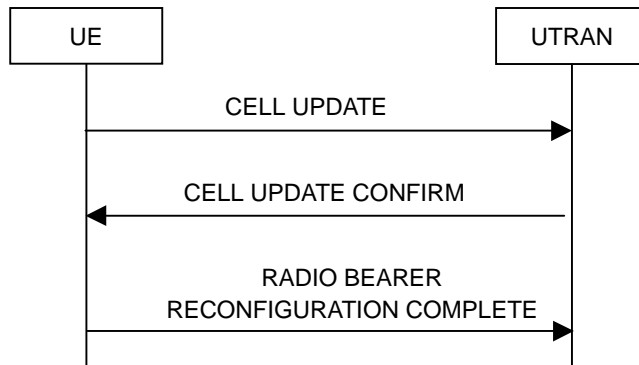 UE
UTRAN
CELL UPDATE
CELL UPDATE CONFIRM
RADIO BEARER
RECONFIGURATION COMPLETE